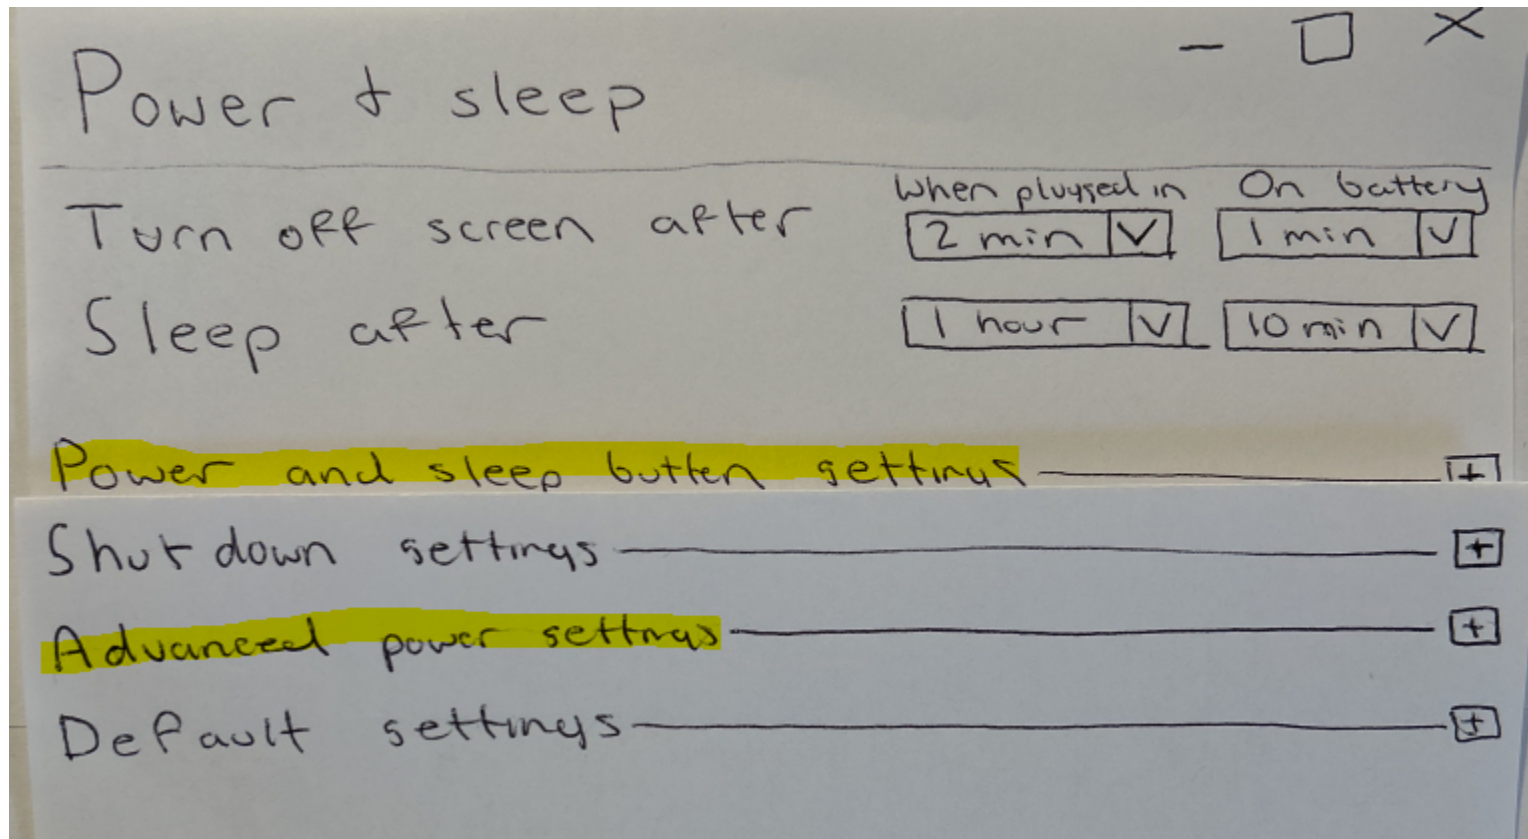 Power & sleep
When plugged in On battery
Turn off screen after 2 min 1 min
Sleep after 1 hour 10 min
Power and sleep button settings
Shut down settings
Advanced power settings
Default settings